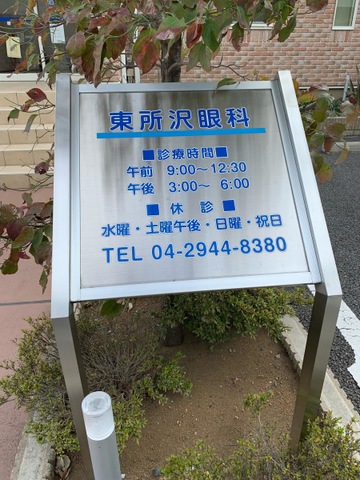 東所沢眼科
■診療時間■
午前 9:00〜12:30
午後 3:00〜 6:00
■ 休 診 ■
水曜・土曜午後・日曜・祝日
TEL 04-2944-8380